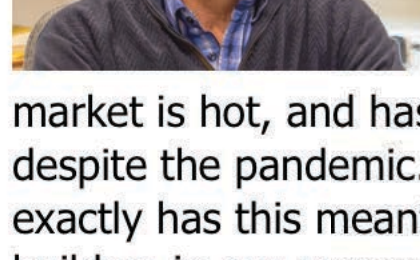 market is hot, and has
despite the pandemic.
exactly has this mean